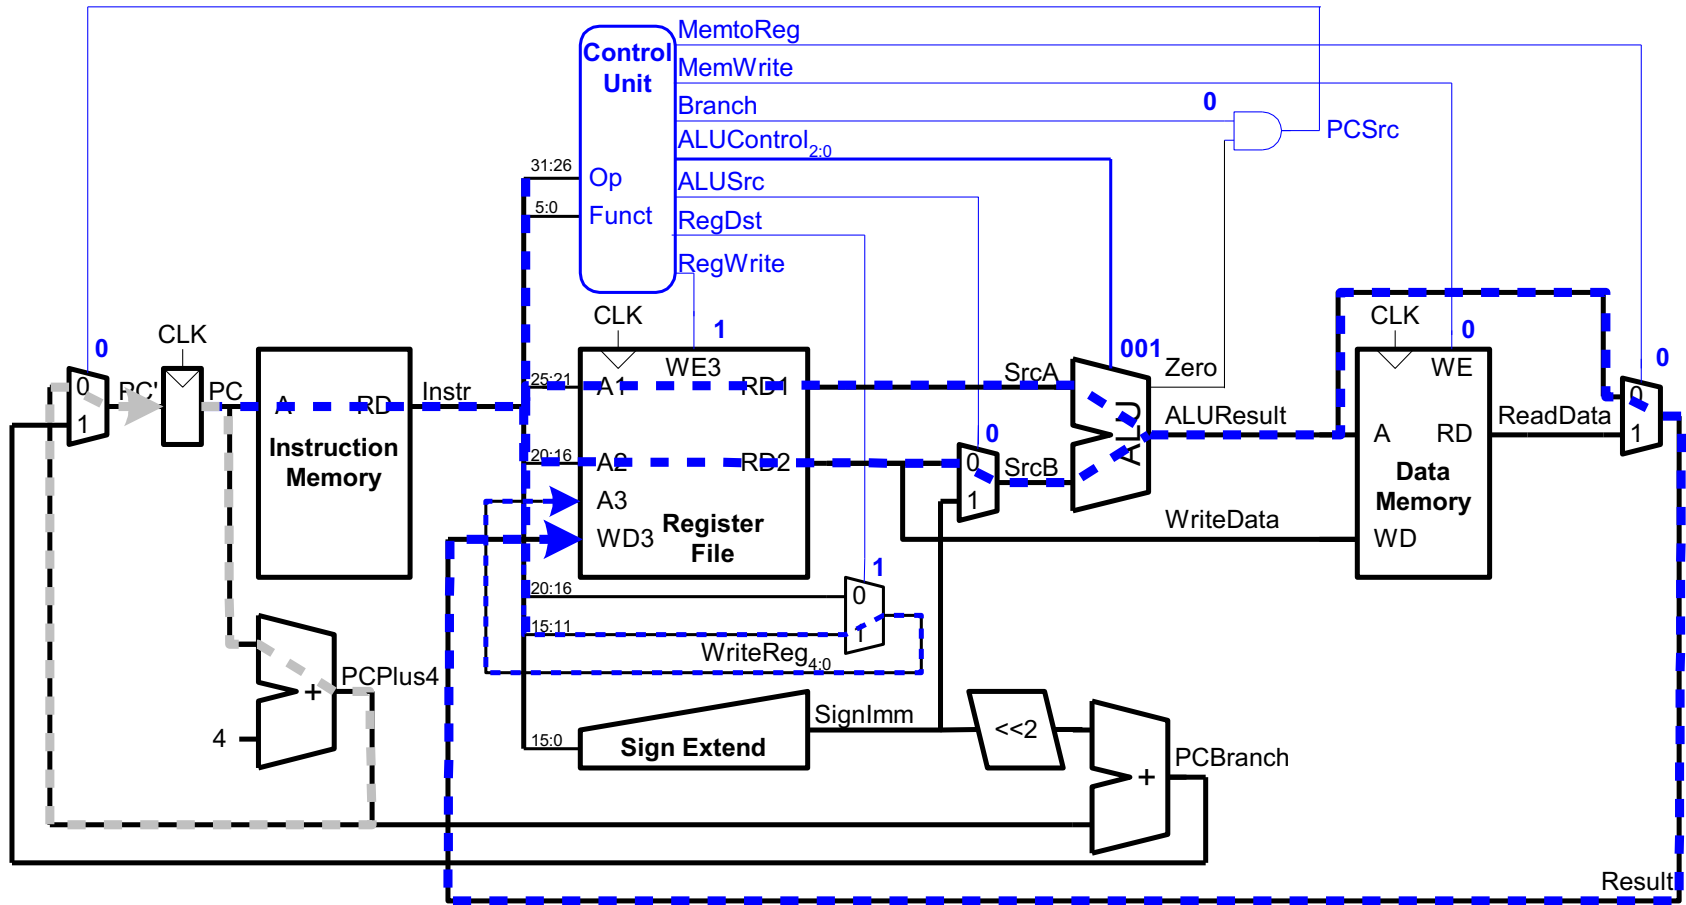 MemtoReg
Control
Unit
MemWrite
Branch
0
PCSrc
ALUControl2:0
31:26
Op
ALUSrc
5:0
Funct
RegDst
RegWrite
CLK
CLK
CLK
0
1
0
0
001
WE3
WE
Zero
0
1
PC'
PC
A
RD
Instr
Instruction
Memory
25:21
A1
RD1
SrcA
ALU
ALUResult
A
RD
ReadData
0
1
20:16
A2
RD2
0
0
1
SrcB
Data
Memory
A3
Register
File
WD3
WriteData
WD
1
20:16
0
15:11
1
WriteReg4:0
PCPlus4
+
4
SignImm
15:0
Sign Extend
<<2
PCBranch
+
Result